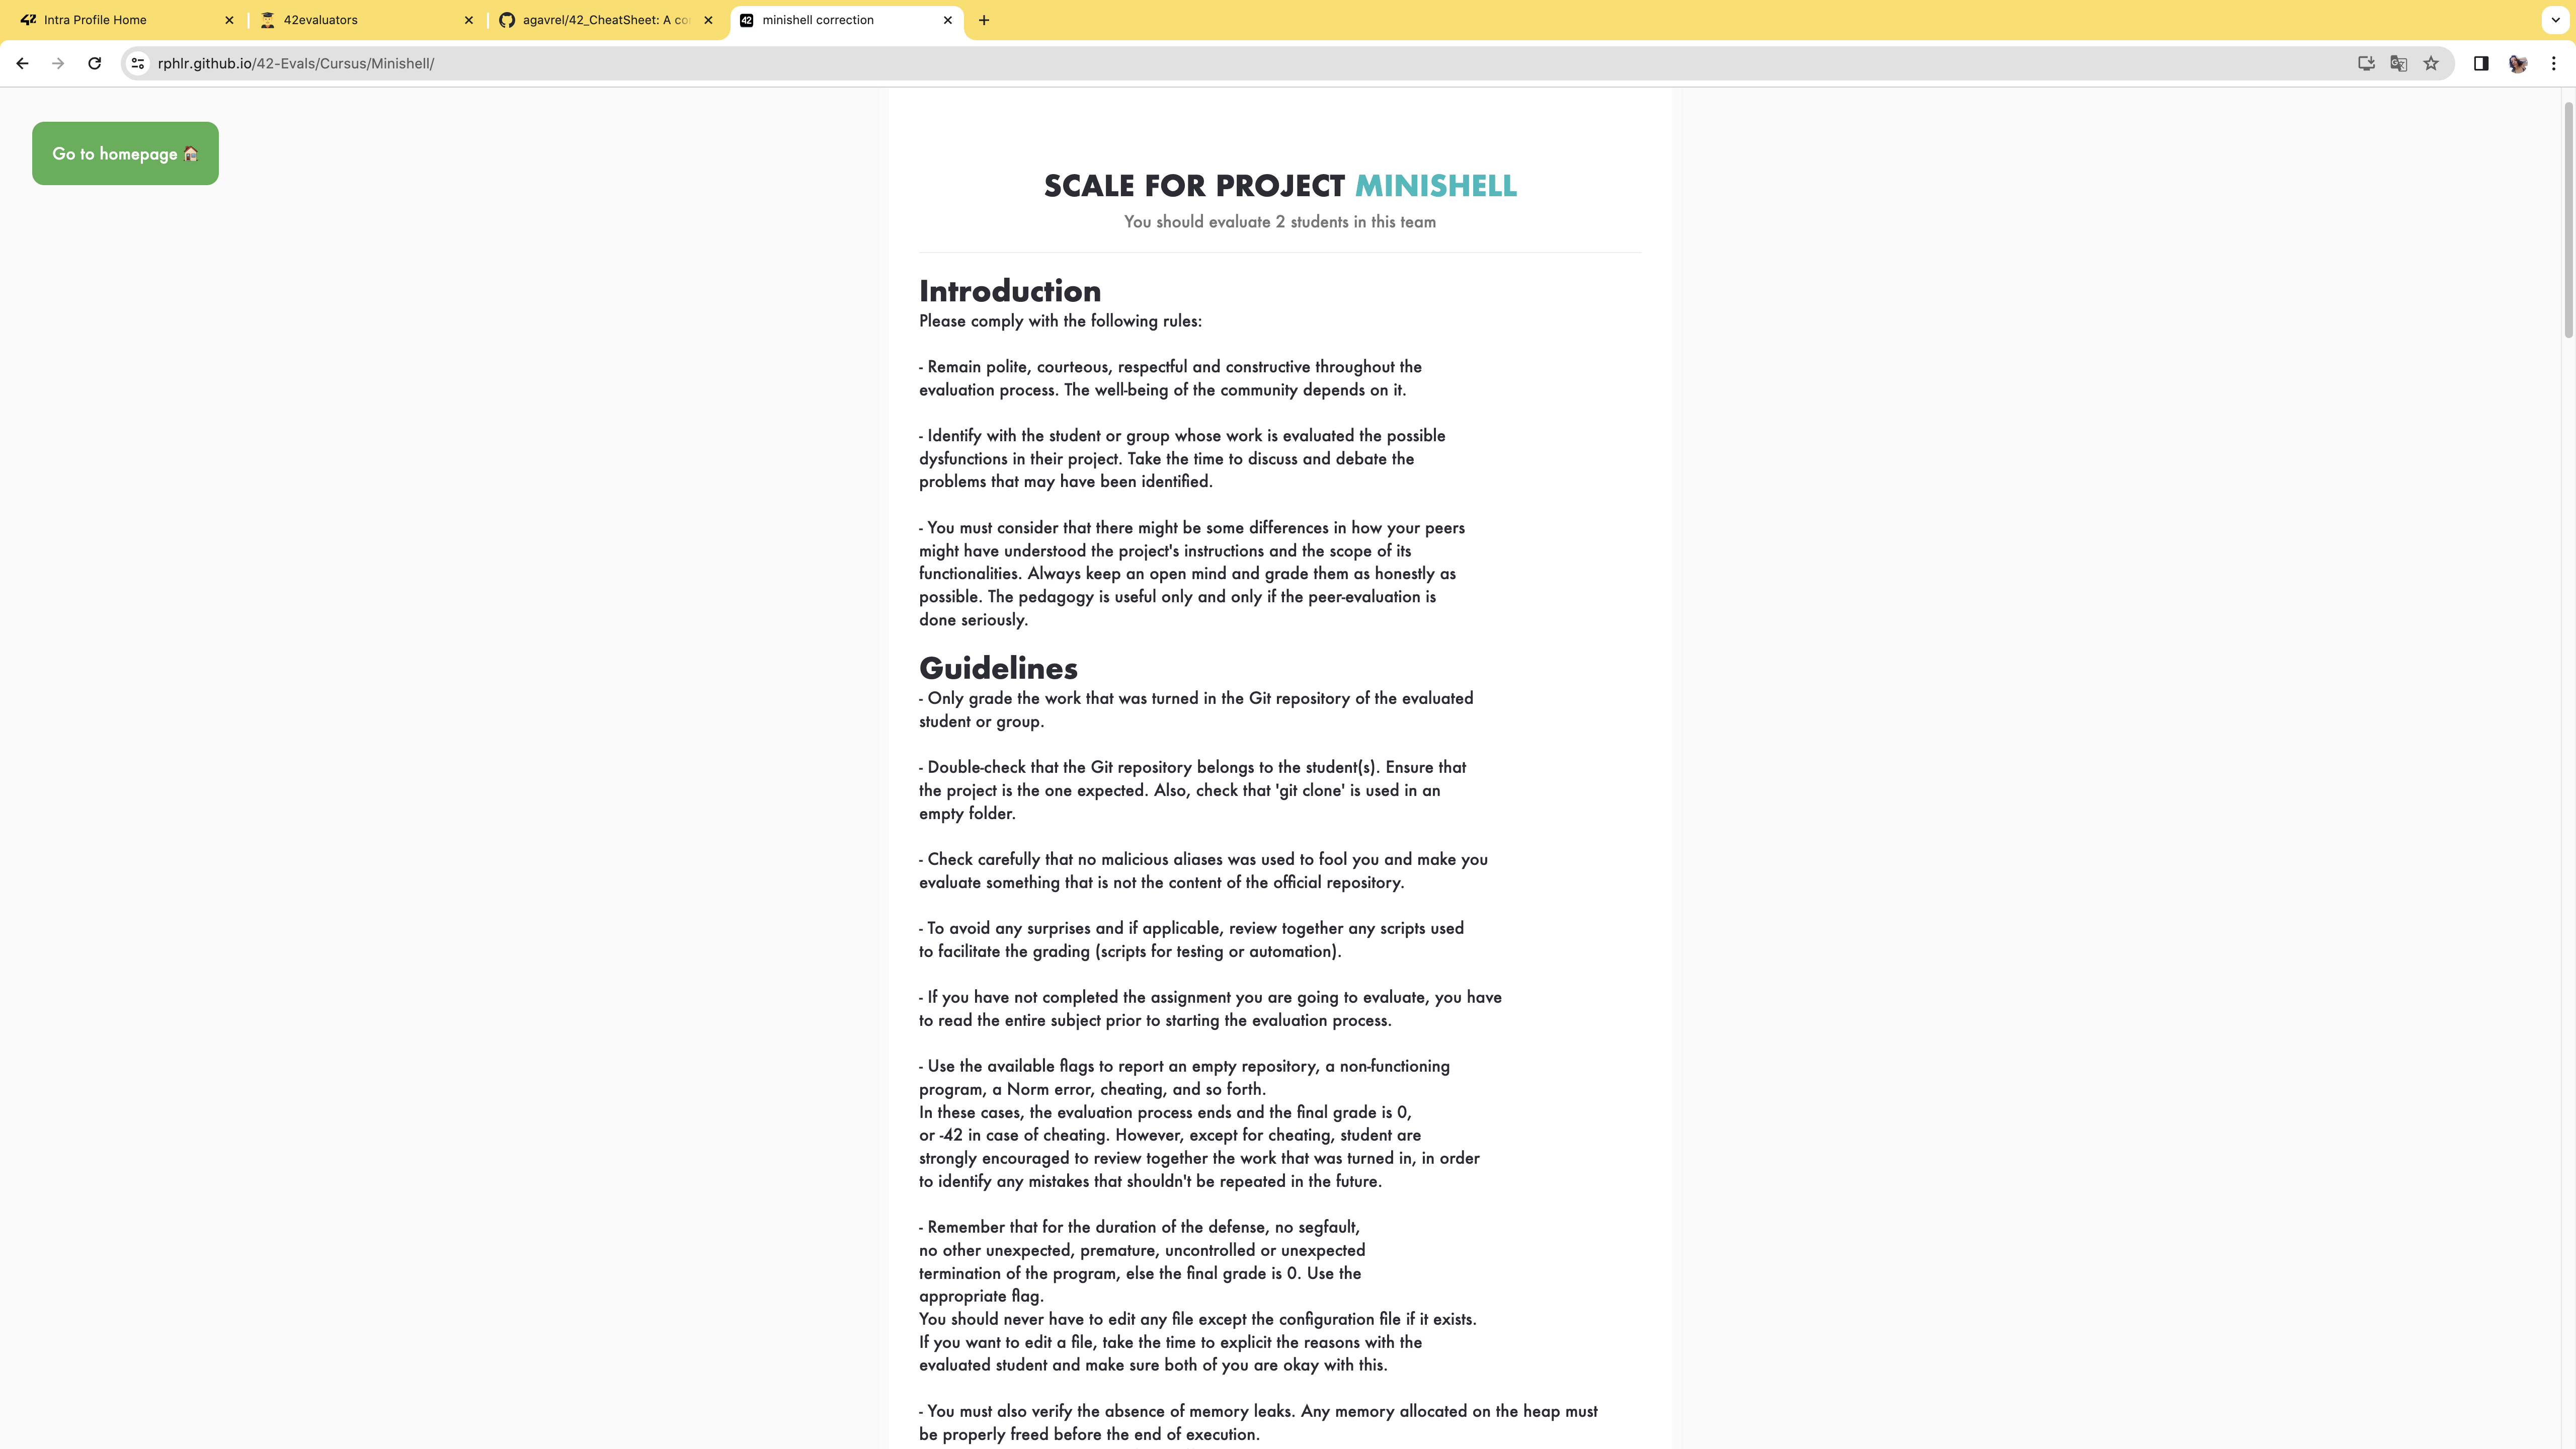 Intra Profile Home
42evaluators
agavrel/42_CheatSheet: A co
minishell correction
rphlr.github.io/42-Evals/Cursus/Minishell/
Go to homepage
SCALE FOR PROJECT MINISHELL
You should evaluate 2 students in this team
Introduction
Please comply with the following rules:
- Remain polite, courteous, respectful and constructive throughout the
evaluation process. The well-being of the community depends on it.
- Identify with the student or group whose work is evaluated the possible
dysfunctions in their project. Take the time to discuss and debate the
problems that may have been identified.
- You must consider that there might be some differences in how your peers
might have understood the project's instructions and the scope of its
functionalities. Always keep an open mind and grade them as honestly as
possible. The pedagogy is useful only and only if the peer-evaluation is
done seriously.
Guidelines
- Only grade the work that was turned in the Git repository of the evaluated
student or group.
- Double-check that the Git repository belongs to the student(s). Ensure that
the project is the one expected. Also, check that 'git clone' is used in an
empty folder.
- Check carefully that no malicious aliases was used to fool you and make you
evaluate something that is not the content of the official repository.
- To avoid any surprises and if applicable, review together any scripts used
to facilitate the grading (scripts for testing or automation).
- If you have not completed the assignment you are going to evaluate, you have
to read the entire subject prior to starting the evaluation process.
- Use the available flags to report an empty repository, a non-functioning
program, a Norm error, cheating, and so forth.
In these cases, the evaluation process ends and the final grade is 0,
or -42 in case of cheating. However, except for cheating, student are
strongly encouraged to review together the work that was turned in, in order
to identify any mistakes that shouldn't be repeated in the future.
- Remember that for the duration of the defense, no segfault,
no other unexpected, premature, uncontrolled or unexpected
termination of the program, else the final grade is 0. Use the
appropriate flag.
You should never have to edit any file except the configuration file if it exists.
If you want to edit a file, take the time to explicit the reasons with the
evaluated student and make sure both of you are okay with this.
- You must also verify the absence of memory leaks. Any memory allocated on the heap must
be properly freed before the end of execution.